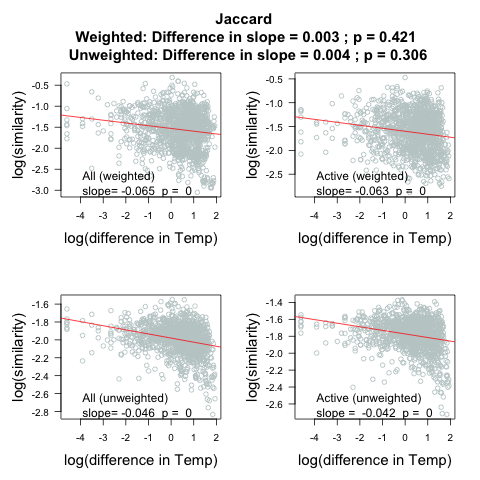 Jaccard
Weighted: Difference in slope = 0.003 ; p = 0.421
Unweighted: Difference in slope = 0.004 ; p = 0.306
log(similarity)
-0.5
-1.0
-1.5
-2.0
-2.5
-3.0
All (weighted)
slope= -0.065 p = 0
-4 -3 -2 -1 0 1 2
log(difference in Temp)
log(similarity)
-0.5
-1.0
-1.5
-2.0
-2.5
Active (weighted)
slope= -0.063 p = 0
-4 -3 -2 -1 0 1 2
log(difference in Temp)
log(similarity)
-1.6
-1.8
-2.0
-2.2
-2.4
-2.6
-2.8
All (unweighted)
slope= -0.046 p = 0
-4 -3 -2 -1 0 1 2
log(difference in Temp)
log(similarity)
-1.4
-1.6
-1.8
-2.0
-2.2
-2.4
-2.6
Active (unweighted)
slope = -0.042 p = 0
-4 -3 -2 -1 0 1 2
log(difference in Temp)